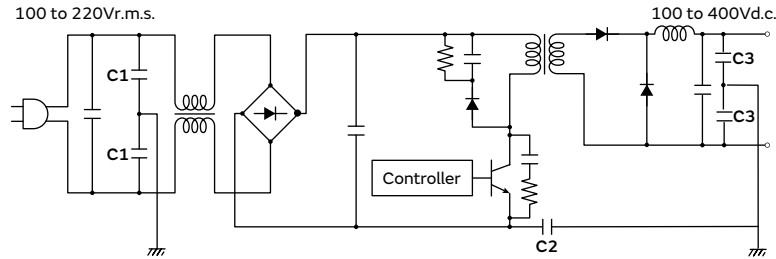 100 to 220Vr.m.s.
100 to 400Vd.c.
C1
C3
C3
C1
Controller
C2